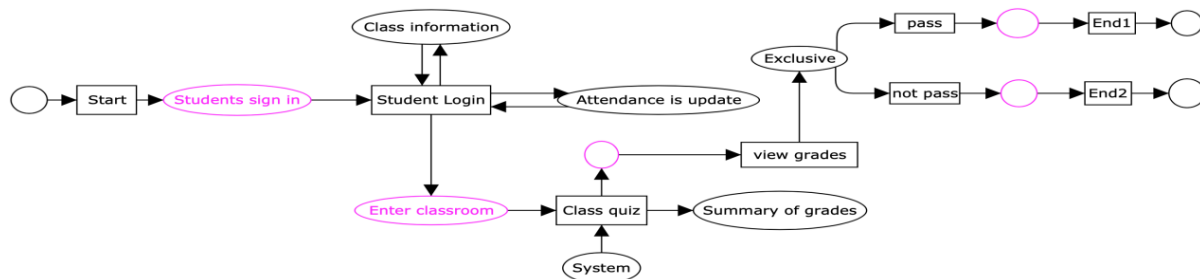 Class information
Exclusive
pass
End1
Start
Students sign in
Student Login
Attendance is update
not pass
End2
view grades
Enter classroom
Class quiz
Summary of grades
System